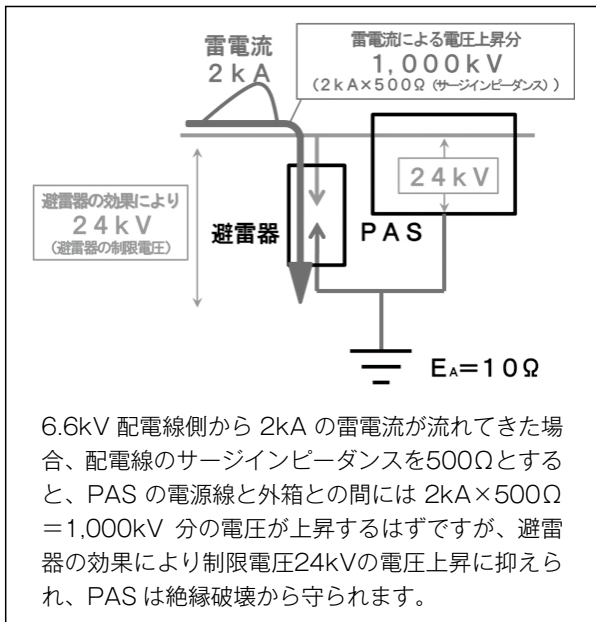 雷電流
2kA
雷電流による電圧上昇分
1,000kV
(2kA×500Ω(サージインピーダンス))
避雷器の効果により
24kV
(避雷器の制限電圧)
避雷器
24kV
PAS
EA=10Ω
6.6kV 配電線側から 2kA の雷電流が流れてきた場
合、配電線のサージインピーダンスを500Ωとする
と、PAS の電源線と外箱との間には 2kA×500Ω
=1,000kV 分の電圧が上昇するはずですが、避雷
器の効果により制限電圧24kVの電圧上昇に抑えら
れ、PAS は絶縁破壊から守られます。